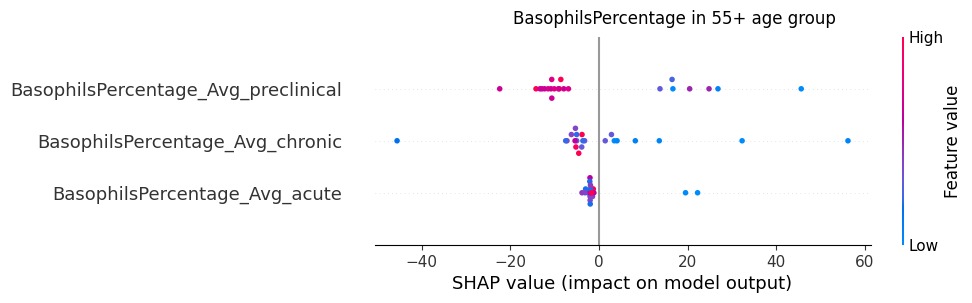 BasophilsPercentage in 55+ age group
High
BasophilsPercentage_Avg_preclinical
BasophilsPercentage_Avg_chronic
BasophilsPercentage_Avg_acute
Feature value
Low
−40 −20 0 20 40 60
SHAP value (impact on model output)